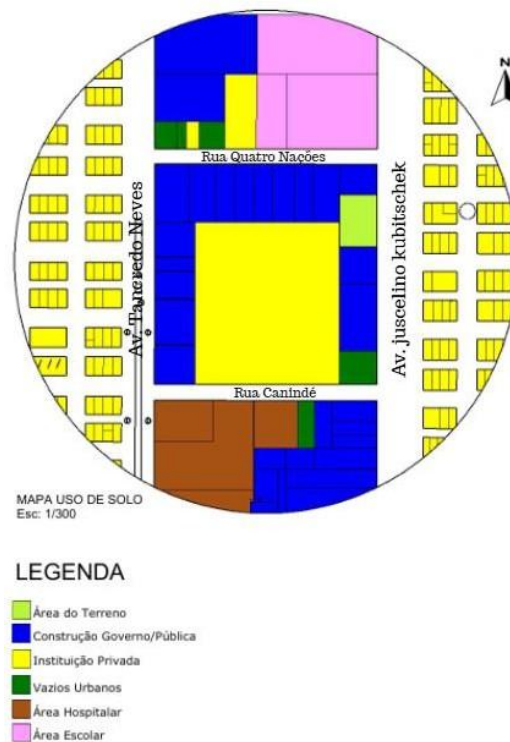 N
Rua Quatro Nações
Av. Tancredo Neves
Av. juscelino kubitschek
Rua Canindé
MAPA USO DE SOLO
Esc: 1/300
LEGENDA
Área do Terreno
Construção Governo/Pública
Instituição Privada
Vazios Urbanos
Área Hospitalar
Área Escolar